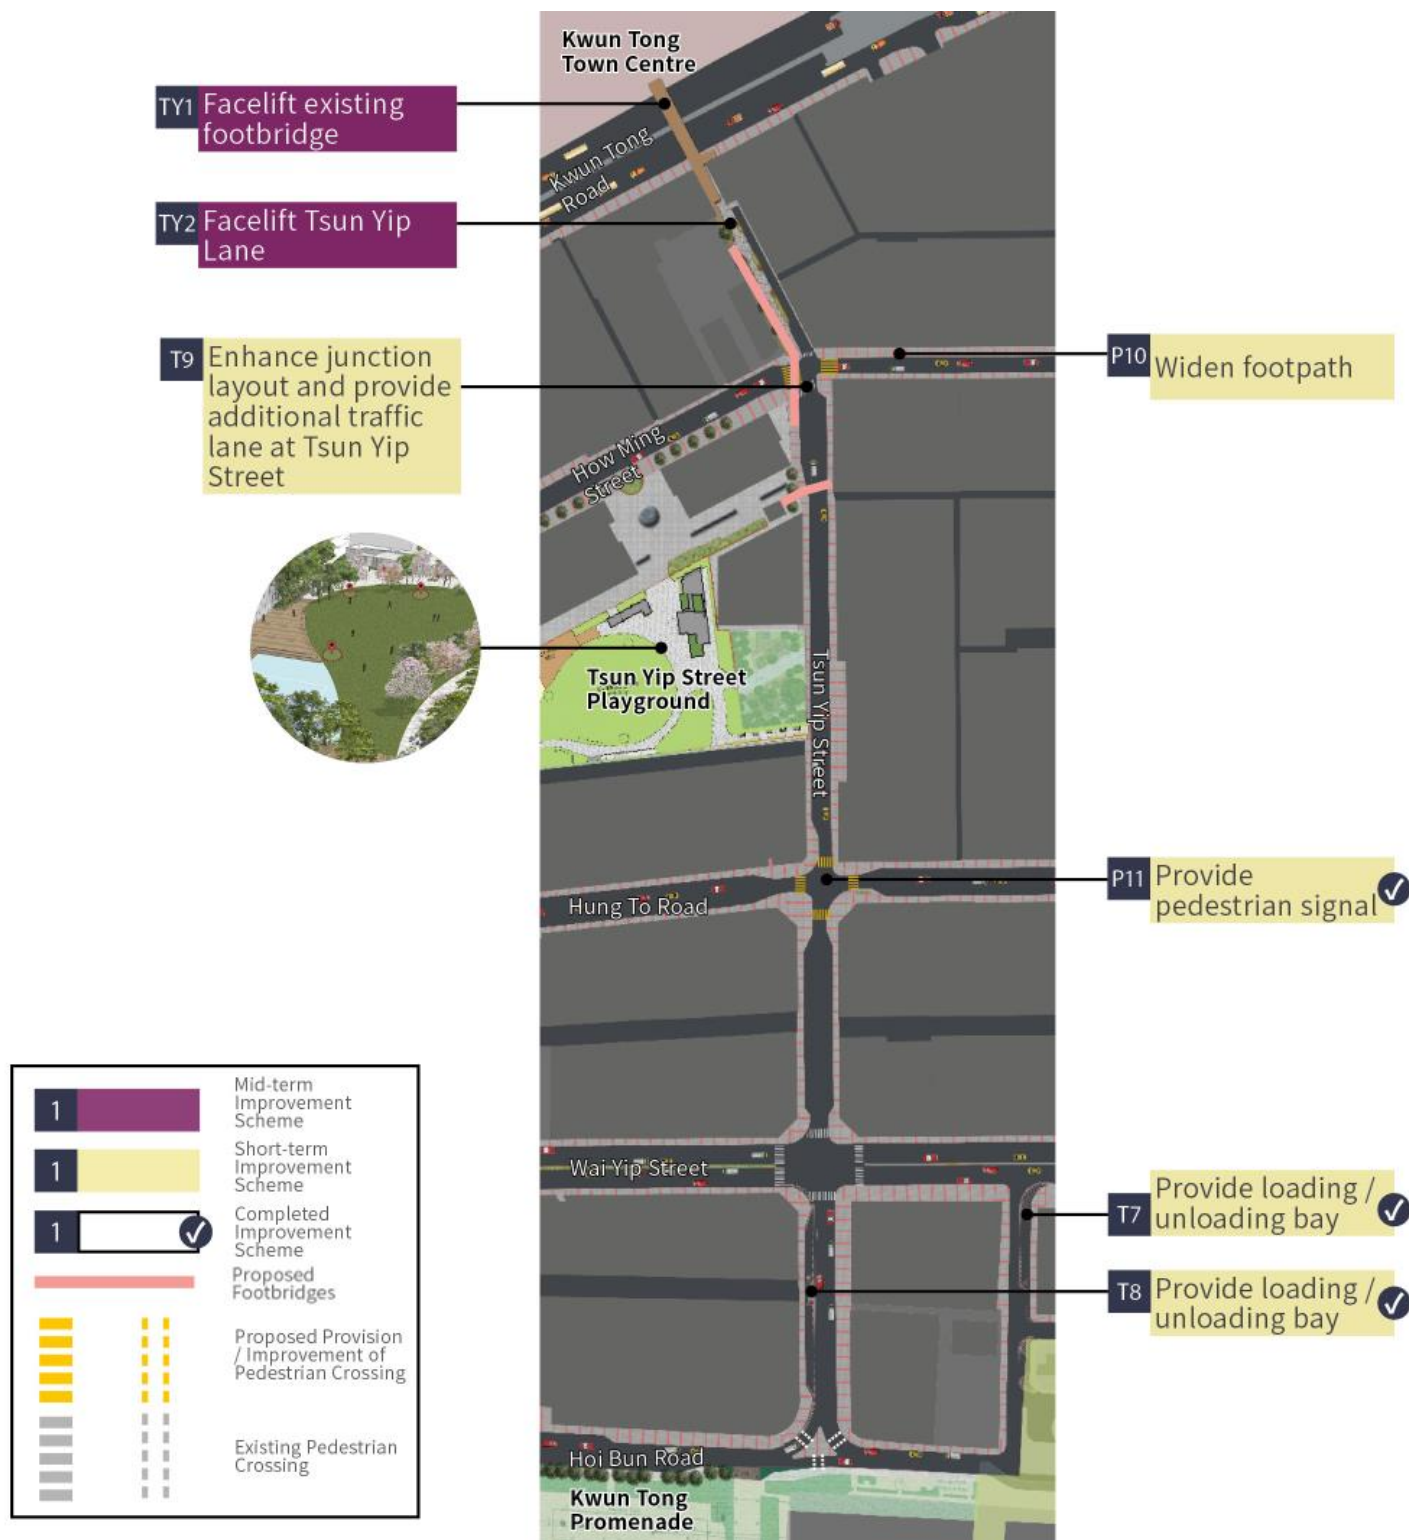 Kwun Tong
Town Centre
TY1
Facelift existing
footbridge
Kwun Tong
Road
TY2
Facelift Tsun Yip
Lane
T9
Enhance junction
layout and provide
additional traffic
lane at Tsun Yip
Street
P10
Widen footpath
How Ming
Street
Tsun Yip Street
Playground
Tsun Yip Street
P11
Provide
pedestrian signal
Hung To Road
Wai Yip Street
T7
Provide loading /
unloading bay
T8
Provide loading /
unloading bay
Hoi Bun Road
Kwun Tong
Promenade
1
Mid-term
Improvement
Scheme
1
Short-term
Improvement
Scheme
1
Completed
Improvement
Scheme
Proposed
Footbridges
Proposed Provision
/ Improvement of
Pedestrian Crossing
Existing Pedestrian
Crossing